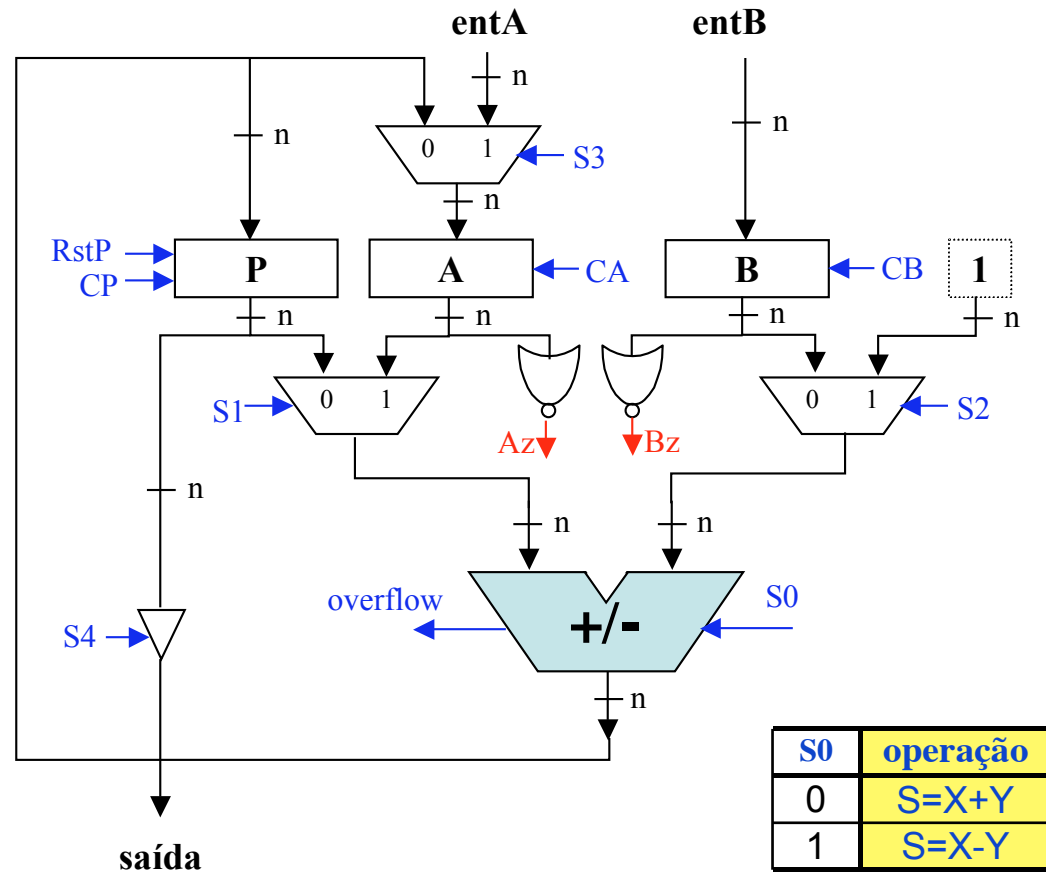 entA entB
n
n n
0 1 S3
n
RstP
CP P A CA B CB 1
n n n n
0 1 0 1
S1 S2
Az Bz
n
n n
overflow S0
+/-
S4
n
S0 operação
0 S=X+Y
1 S=X-Y
saída